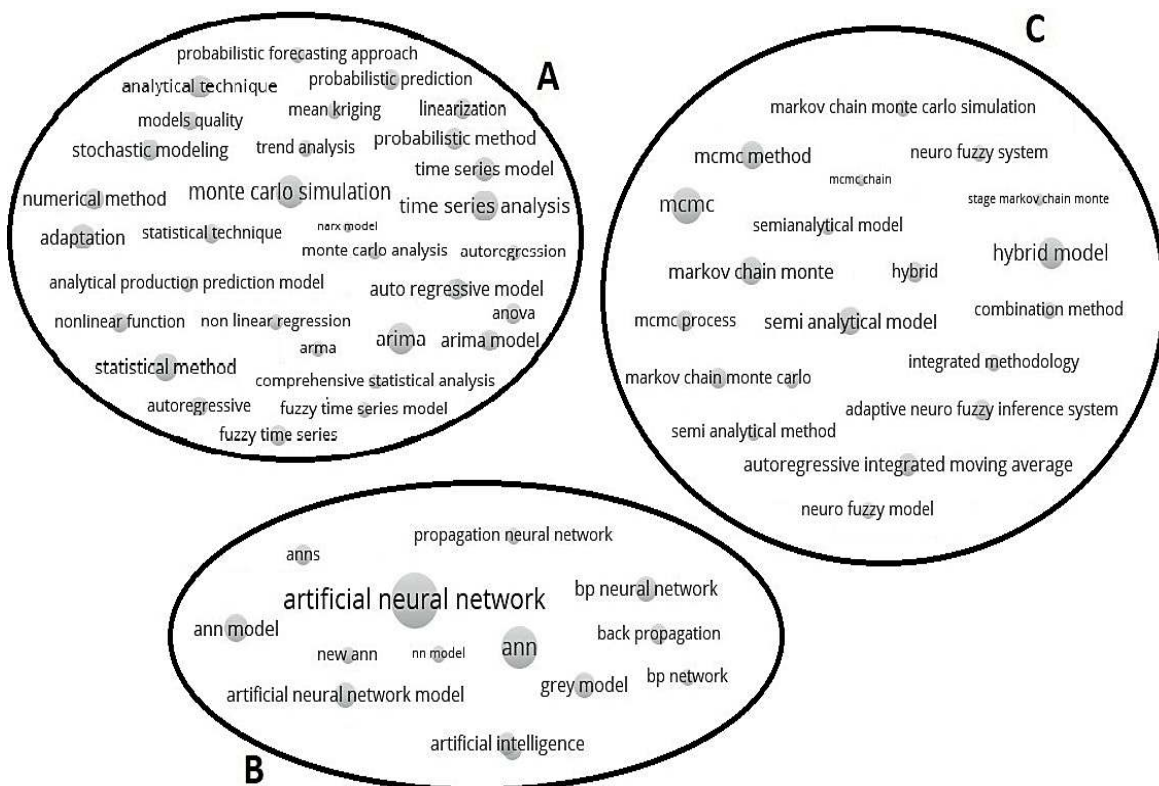 A
probabilistic forecasting approach
analytical technique
probabilistic prediction
models quality
mean kriging
linearization
stochastic modeling
trend analysis
probabilistic method
time series model
numerical method
monte carlo simulation
time series analysis
adaptation
statistical technique
narx model
monte carlo analysis
autoregression
analytical production prediction model
auto regressive model
nonlinear function
non linear regression
anova
arma
arima
arima model
statistical method
comprehensive statistical analysis
autoregressive
fuzzy time series model
fuzzy time series
C
markov chain monte carlo simulation
mcmc method
neuro fuzzy system
mcmc chain
mcmc
stage markov chain monte
semianalytical model
hybrid model
markov chain monte
hybrid
combination method
mcmc process
semi analytical model
integrated methodology
markov chain monte carlo
adaptive neuro fuzzy inference system
semi analytical method
autoregressive integrated moving average
neuro fuzzy model
propagation neural network
anns
artificial neural network
bp neural network
ann model
back propagation
new ann
nn model
ann
bp network
artificial neural network model
grey model
artificial intelligence
B